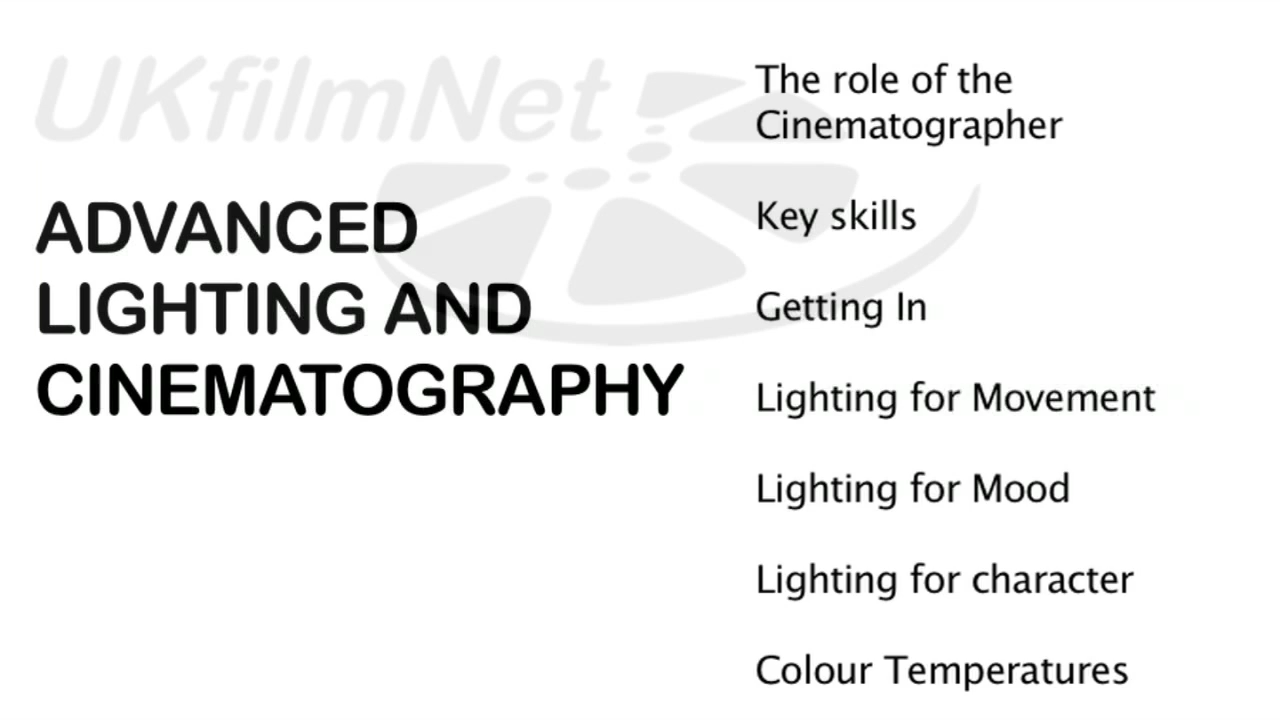 UKfilmNet
ADVANCED
LIGHTING AND
CINEMATOGRAPHY
The role of the
Cinematographer
Key skills
Getting In
Lighting for Movement
Lighting for Mood
Lighting for character
Colour Temperatures